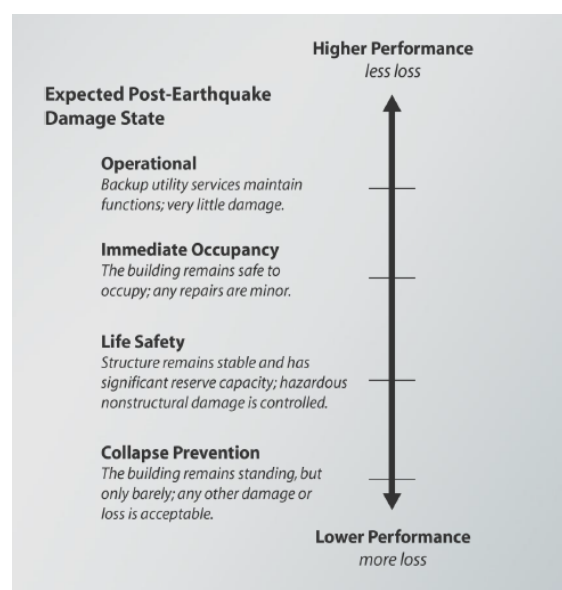 Higher Performance
less loss
Expected Post-Earthquake
Damage State
Operational
Backup utility services maintain
functions; very little damage.
Immediate Occupancy
The building remains safe to
occupy; any repairs are minor.
Life Safety
Structure remains stable and has
significant reserve capacity; hazardous
nonstructural damage is controlled.
Collapse Prevention
The building remains standing, but
only barely; any other damage or
loss is acceptable.
Lower Performance
more loss